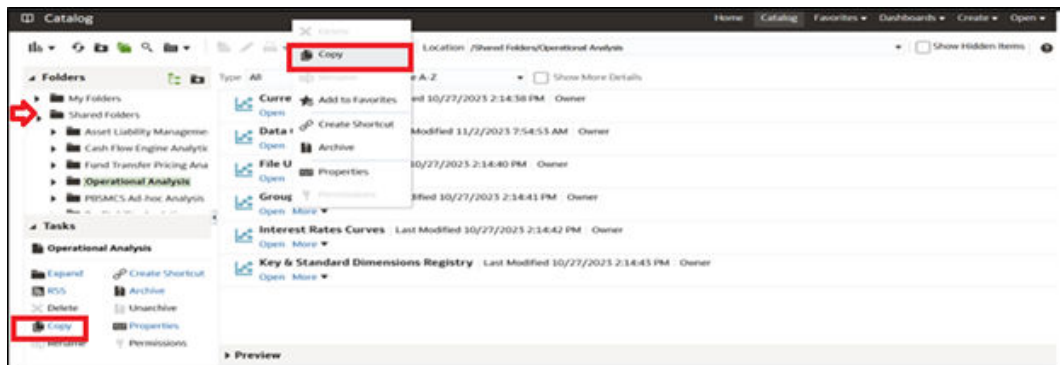 Catalog
Home Catalog Favorites Dashboards Create Open
Location /Shared Folders/Operational Analysis Show Hidden Items
Delete
Copy
Rename
Add to Favorites
Create Shortcut
Archive
Properties
Permissions
Folders
Type All A-Z Show More Details
My Folders
Shared Folders
Asset Liability Manageme
Cash Flow Engine Analytic
Fund Transfer Pricing Ana
Operational Analysis
PBSMCS Ad-hoc Analysis
Curre 10/27/2023 2:14:38 PM Owner
Open
Data Modified 11/2/2023 7:54:53 AM Owner
Open
File U 10/27/2023 2:14:40 PM Owner
Open
Group 10/27/2023 2:14:41 PM Owner
Open More
Interest Rates Curves Last Modified 10/27/2023 2:14:42 PM Owner
Open More
Key & Standard Dimensions Registry Last Modified 10/27/2023 2:14:43 PM Owner
Open More
Tasks
Operational Analysis
Expand Create Shortcut
RSS Archive
Delete Unarchive
Copy Properties
Rename Permissions
Preview